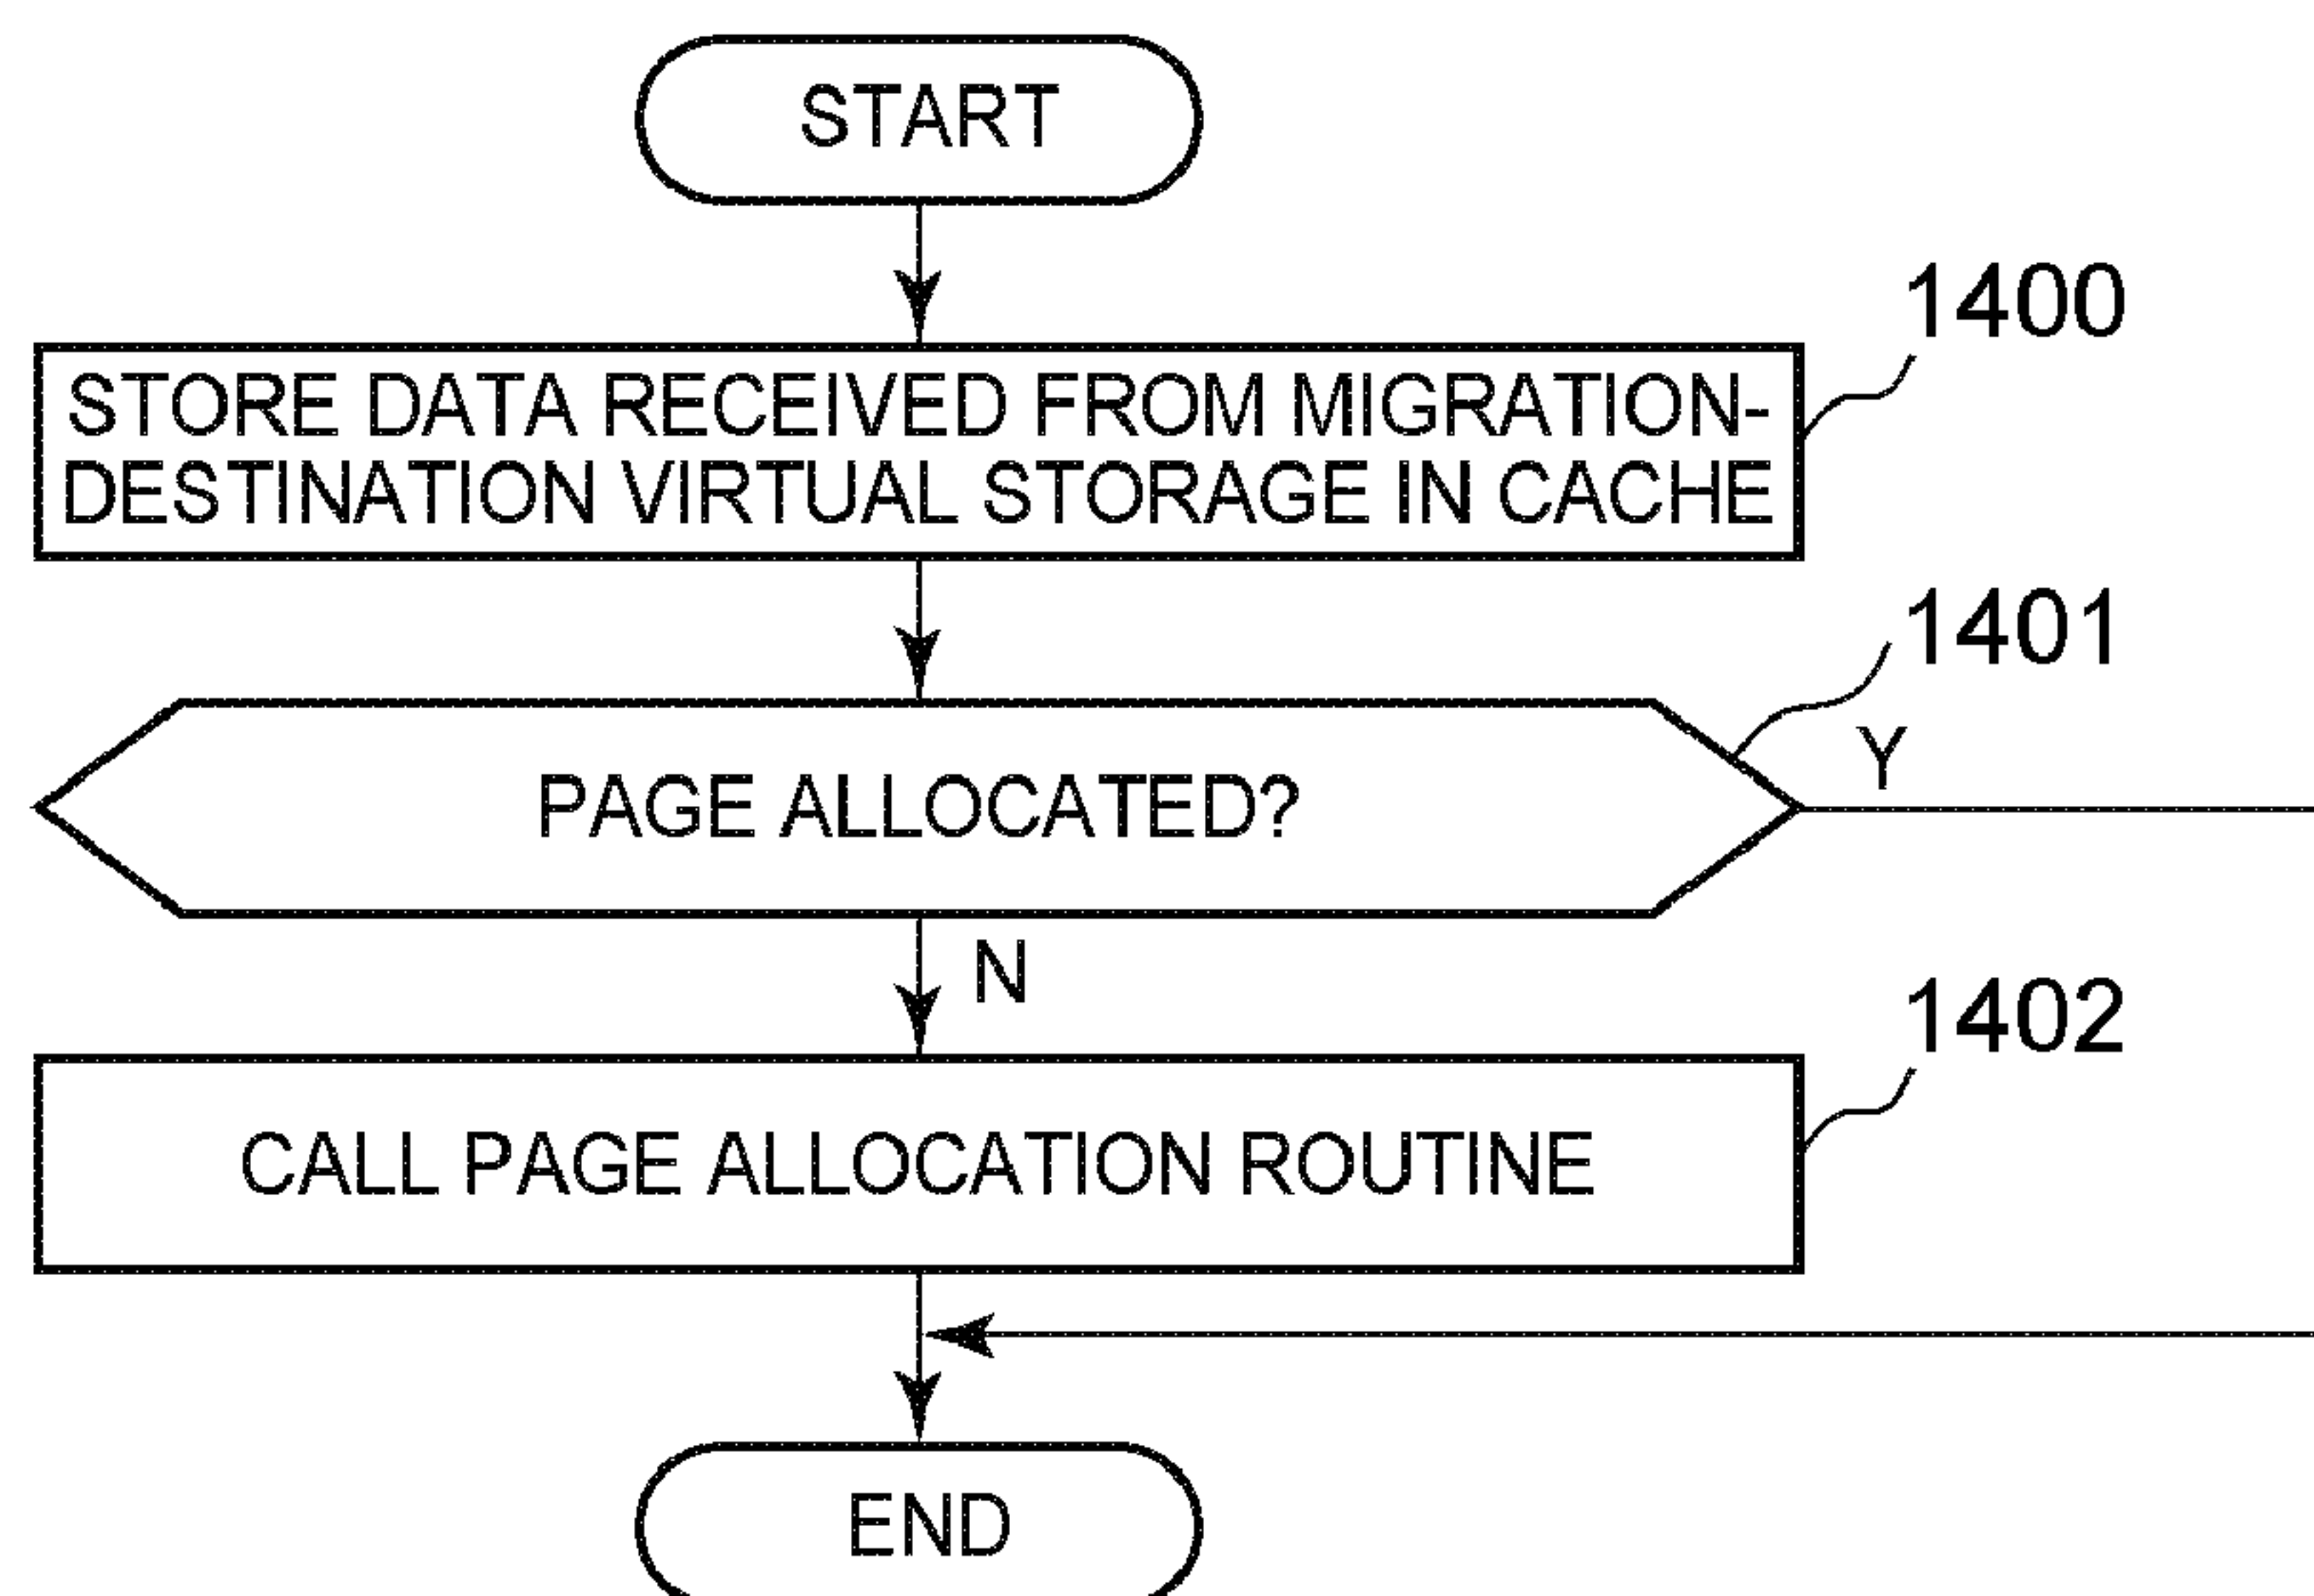 START
1400
STORE DATA RECEIVED FROM MIGRATION-
DESTINATION VIRTUAL STORAGE IN CACHE
1401
Y
PAGE ALLOCATED?
N
1402
CALL PAGE ALLOCATION ROUTINE
END